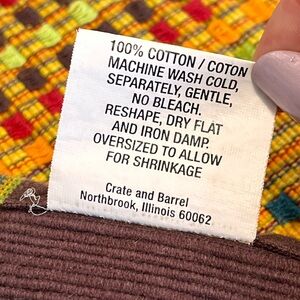 100% COTTON / COTON
MACHINE WASH COLD,
SEPARATELY, GENTLE,
NO BLEACH.
RESHAPE, DRY FLAT
AND IRON DAMP.
OVERSIZED TO ALLOW
FOR SHRINKAGE
Crate and Barrel
Northbrook, Illinois 60062